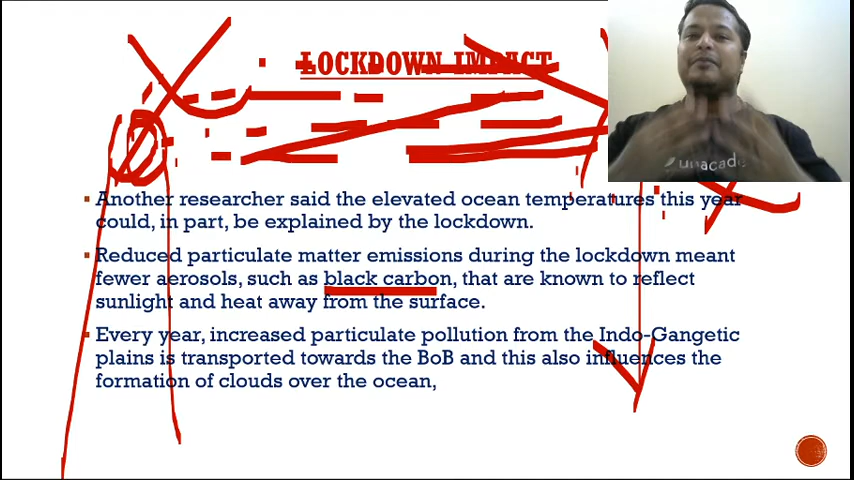 LOCKDOWN IMPACT
unacade
Another researcher said the elevated ocean temperatures this year
could, in part, be explained by the lockdown.
Reduced particulate matter emissions during the lockdown meant
fewer aerosols, such as black carbon, that are known to reflect
sunlight and heat away from the surface.
Every year, increased particulate pollution from the Indo-Gangetic
plains is transported towards the BoB and this also influences the
formation of clouds over the ocean,